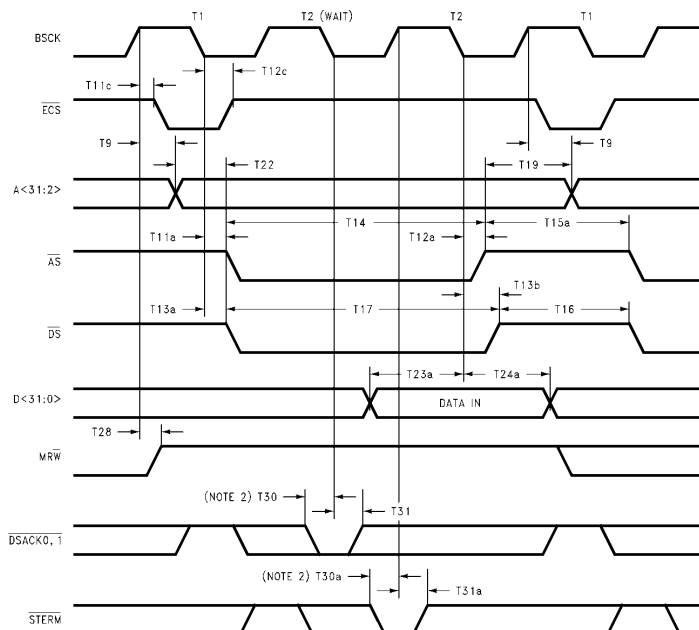 T1 T2 (WAIT) T2 T1
BSCK
T12c
T11c
ECS
T9 T9
T22 T19
A<31:2>
T14 T15a
T11a T12a
AS
T13b
T13a T17 T16
DS
T23a T24a
D<31:0> DATA IN
T28
MRW
(NOTE 2) T30 T31
DSACK0, 1
(NOTE 2) T30a T31a
STERM